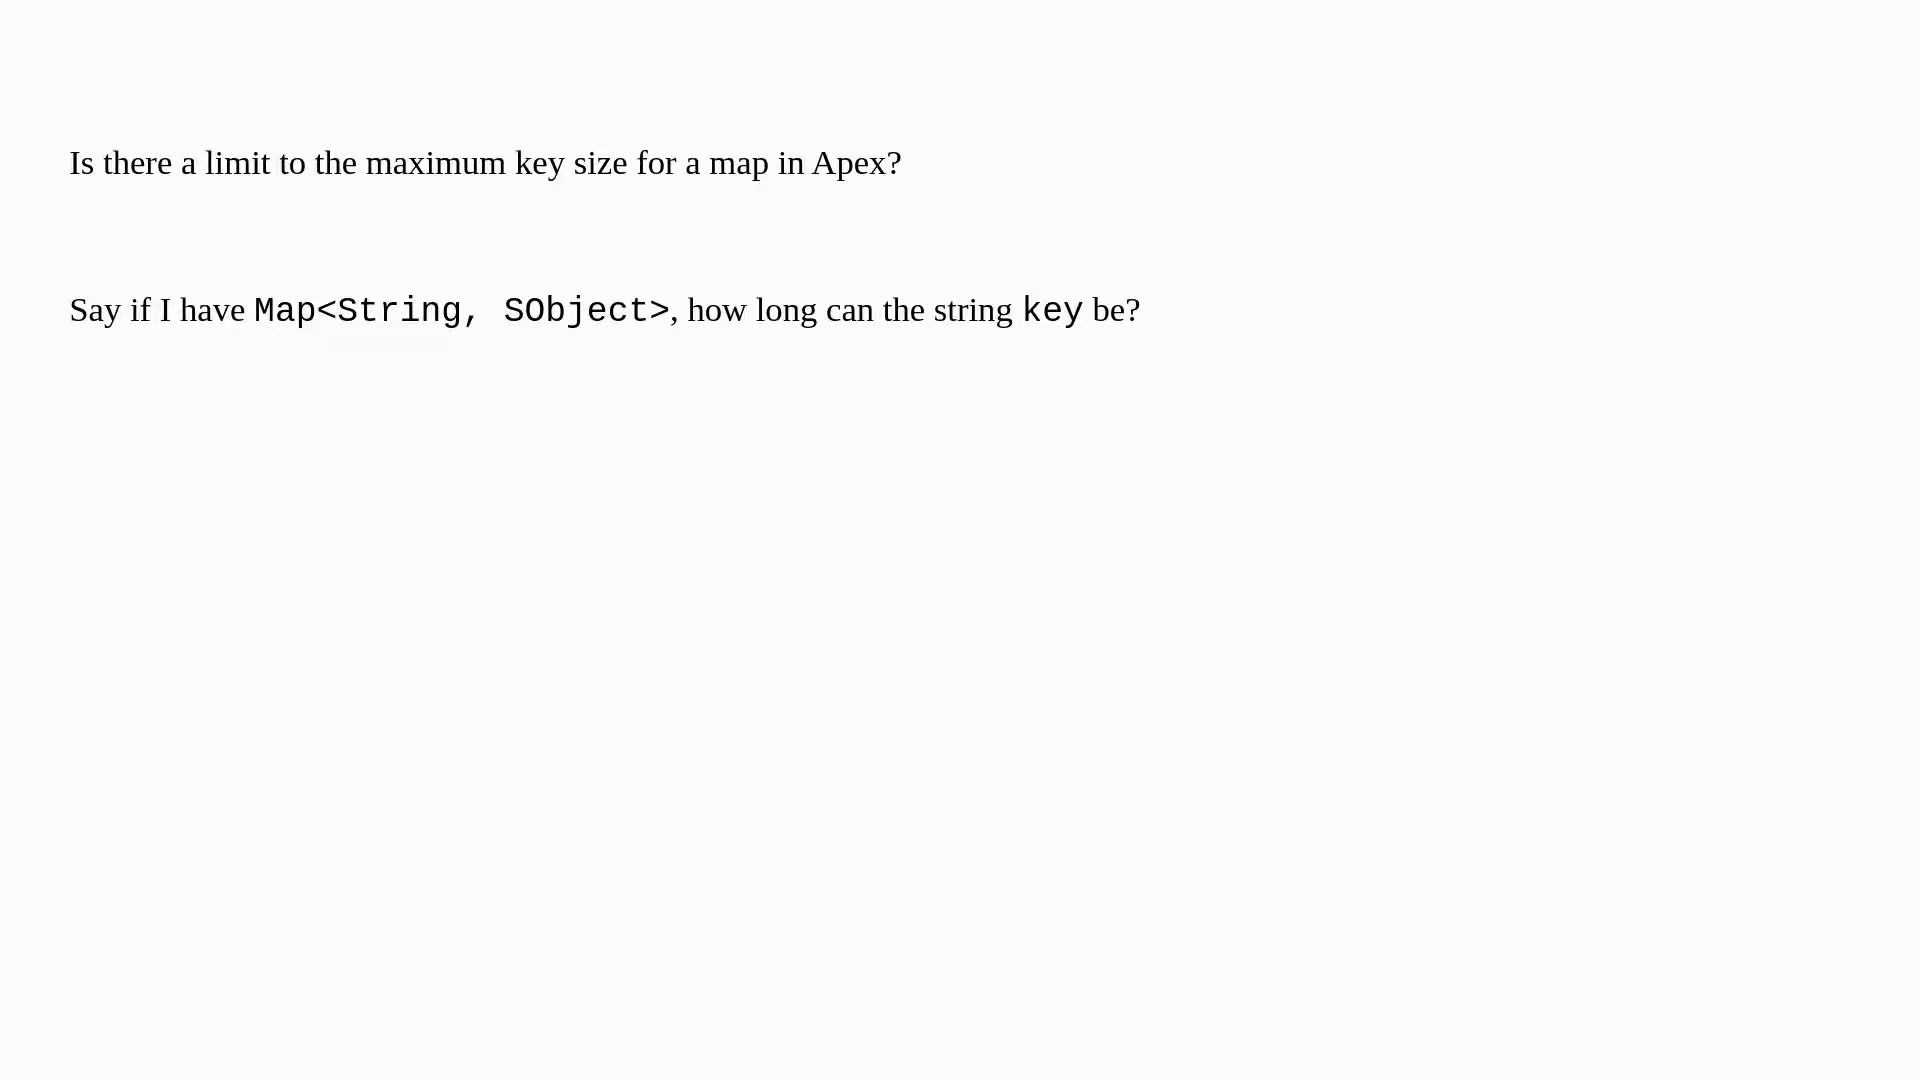 Is there a limit to the maximum key size for a map in Apex?
Say if I have Map<String, SObject>, how long can the string key be?